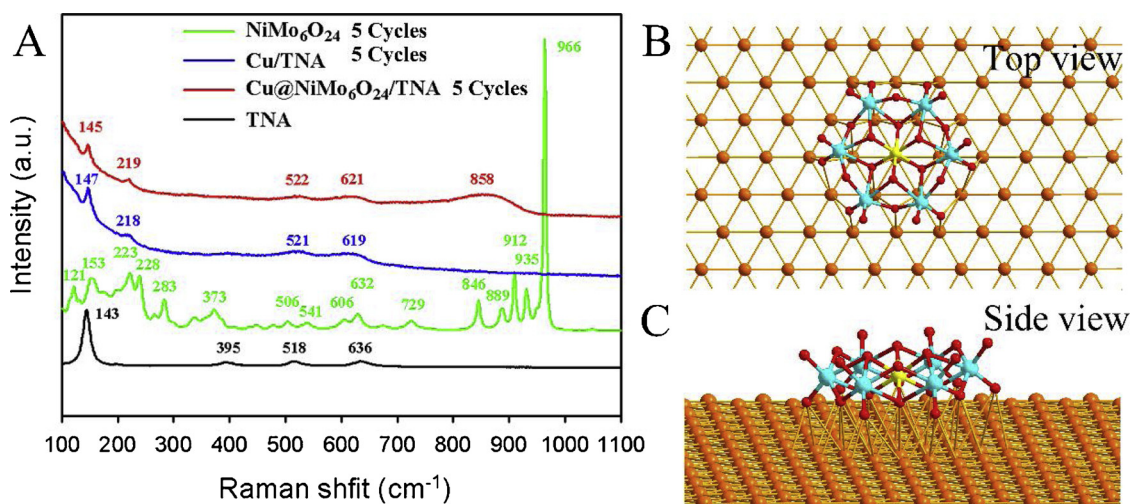 A
NiMo₆O₂₄ 5 Cycles
Cu/TNA 5 Cycles
Cu@NiMo₆O₂₄/TNA 5 Cycles
TNA
966
145
219
522
621
858
147
218
521
619
121
153
223
228
283
373
506
541
606
632
729
846
889
912
935
143
395
518
636
Intensity (a.u.)
100 200 300 400 500 600 700 800 900 1000 1100
Raman shfit (cm⁻¹)
B
Top view
C
Side view